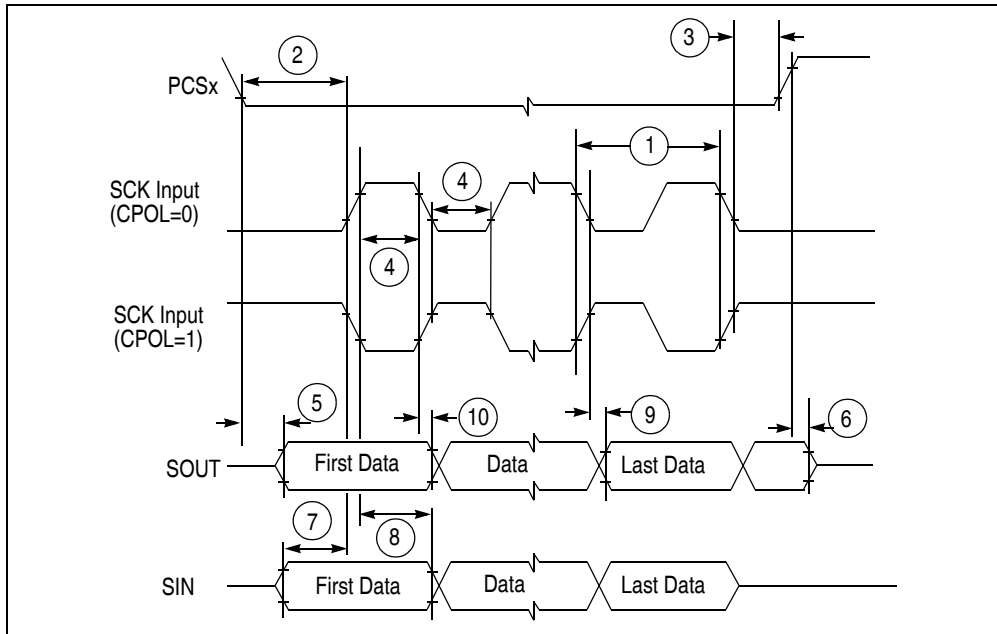 3
2
PCSx
1
4
SCK Input
(CPOL=0)
4
SCK Input
(CPOL=1)
5
10
9
6
SOUT
First Data
Data
Last Data
7
8
SIN
First Data
Data
Last Data